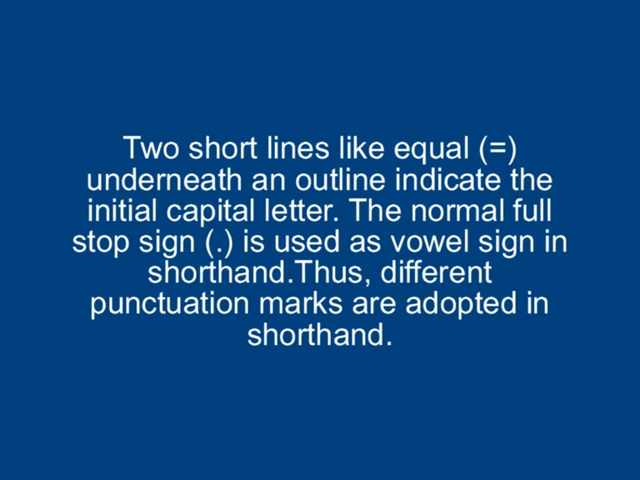 Two short lines like equal (=)
underneath an outline indicate the
initial capital letter. The normal full
stop sign (.) is used as vowel sign in
shorthand.Thus, different
punctuation marks are adopted in
shorthand.